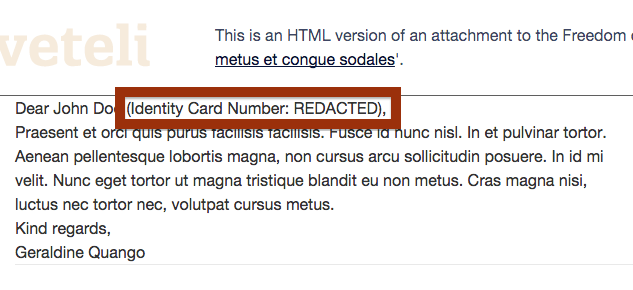 veteli
This is an HTML version of an attachment to the Freedom
metus et congue sodales'.
Dear John Do (Identity Card Number: REDACTED),
Praesent et orci quis purus facilisis facilisis. Fusce id nunc nisl. In et pulvinar tortor.
Aenean pellentesque lobortis magna, non cursus arcu sollicitudin posuere. In id mi
velit. Nunc eget tortor ut magna tristique blandit eu non metus. Cras magna nisi,
luctus nec tortor nec, volutpat cursus metus.
Kind regards,
Geraldine Quango